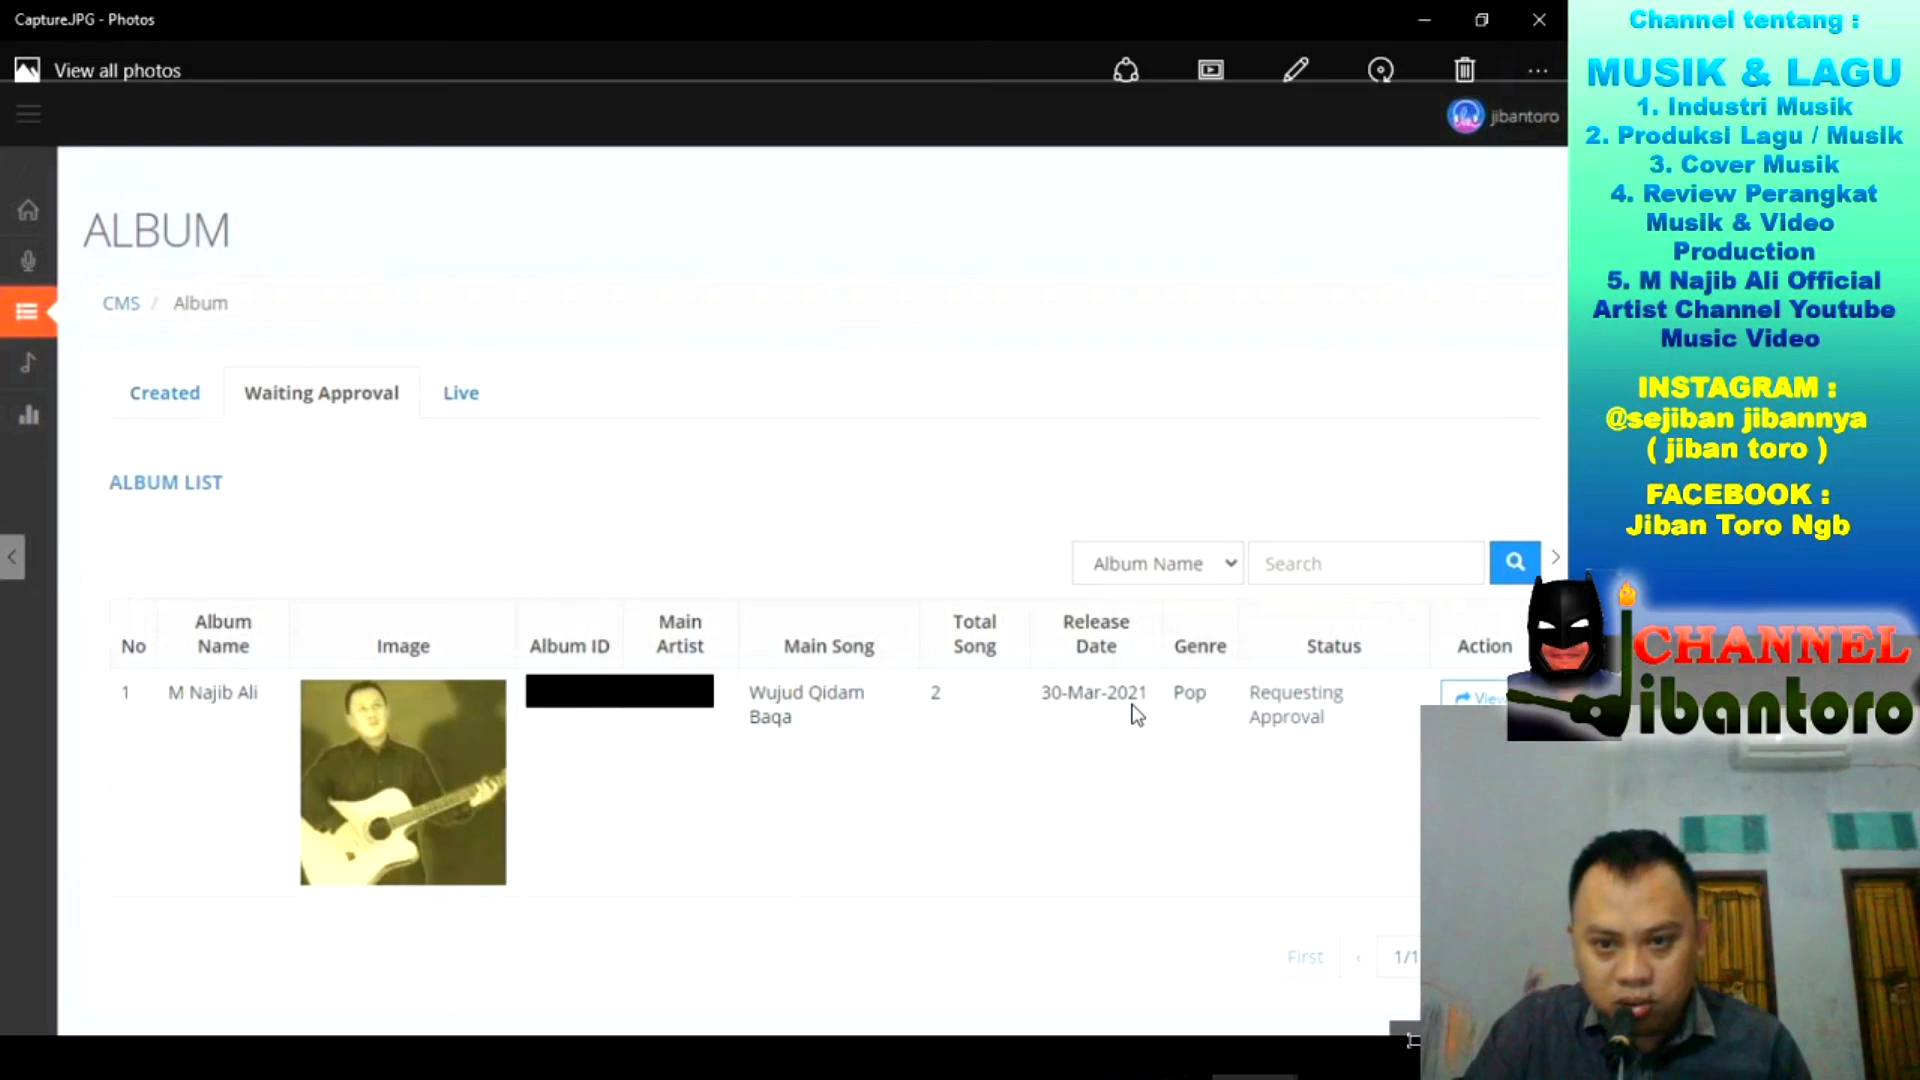 Capture.JPG - Photos
View all photos
jibantoro
ALBUM
CMS / Album
Created
Waiting Approval
Live
ALBUM LIST
Album Name
Search
No
Album Name
Image
Album ID
Main Artist
Main Song
Total Song
Release Date
Genre
Status
Action
1
M Najib Ali
Wujud Qidam
Baqa
2
30-Mar-2021
Pop
Requesting
Approval
View
First
‹
1/1
Channel tentang :
MUSIK & LAGU
1. Industri Musik
2. Produksi Lagu / Musik
3. Cover Musik
4. Review Perangkat
Musik & Video
Production
5. M Najib Ali Official
Artist Channel Youtube
Music Video
INSTAGRAM :
@sejiban jibannya
( jiban toro )
FACEBOOK :
Jiban Toro Ngb
CHANNEL
Jibantoro